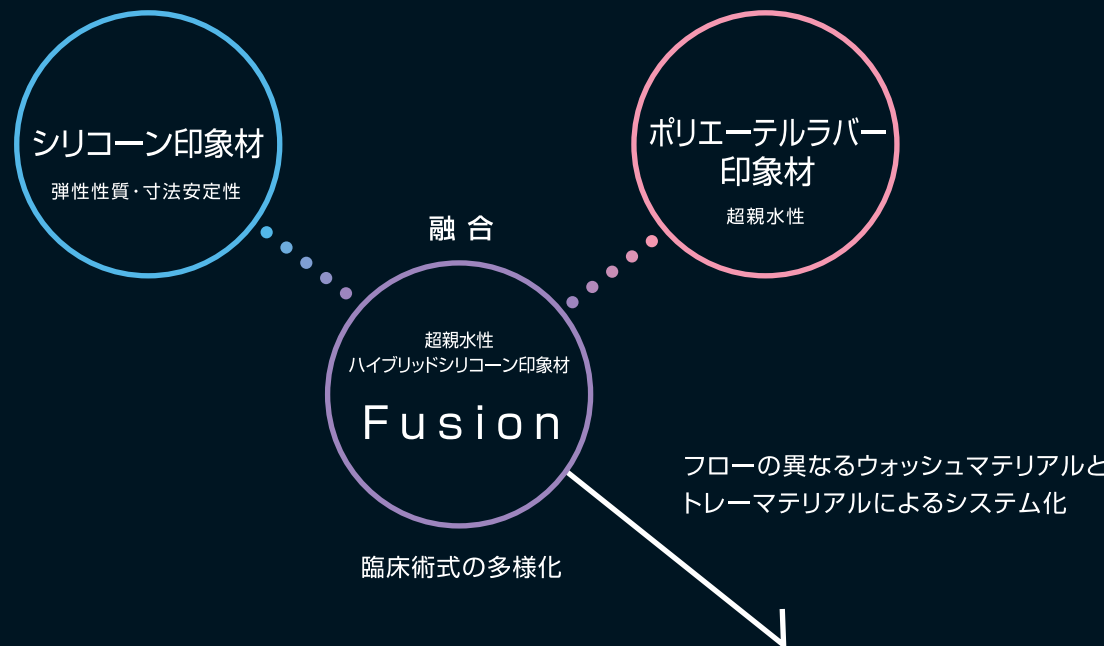 シリコーン印象材
弾性性質・寸法安定性
ポリエーテルラバー
印象材
超親水性
融合
超親水性
ハイブリッドシリコーン印象材
Fusion
フローの異なるウォッシュマテリアルと
トレーマテリアルによるシステム化
臨床術式の多様化